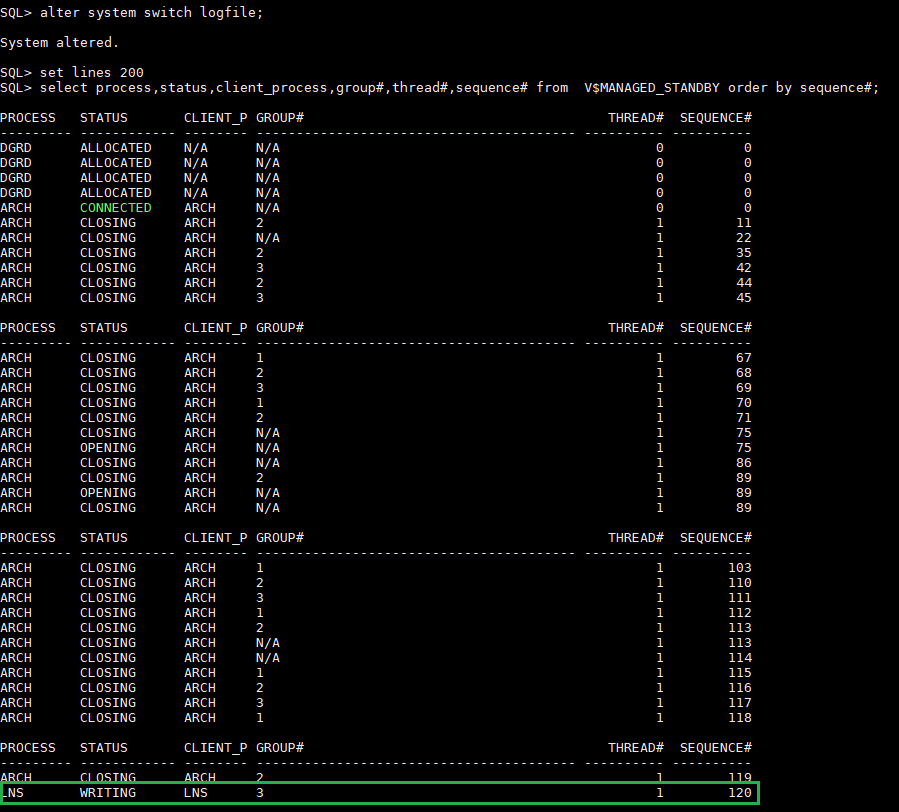 SQL> alter system switch logfile;
System altered.
SQL> set lines 200
SQL> select process,status,client_process,group#,thread#,sequence# from  V$MANAGED_STANDBY order by sequence#;
PROCESS   STATUS       CLIENT_P GROUP#                                      THREAD#  SEQUENCE#
--------- ------------ -------- ---------------------------------------- ---------- ----------
DGRD      ALLOCATED    N/A      N/A                                               0          0
DGRD      ALLOCATED    N/A      N/A                                               0          0
DGRD      ALLOCATED    N/A      N/A                                               0          0
DGRD      ALLOCATED    N/A      N/A                                               0          0
ARCH      CONNECTED    ARCH     N/A                                               0          0
ARCH      CLOSING      ARCH     2                                                 1         11
ARCH      CLOSING      ARCH     N/A                                               1         22
ARCH      CLOSING      ARCH     2                                                 1         35
ARCH      CLOSING      ARCH     3                                                 1         42
ARCH      CLOSING      ARCH     2                                                 1         44
ARCH      CLOSING      ARCH     3                                                 1         45
PROCESS   STATUS       CLIENT_P GROUP#                                      THREAD#  SEQUENCE#
--------- ------------ -------- ---------------------------------------- ---------- ----------
ARCH      CLOSING      ARCH     1                                                 1         67
ARCH      CLOSING      ARCH     2                                                 1         68
ARCH      CLOSING      ARCH     3                                                 1         69
ARCH      CLOSING      ARCH     1                                                 1         70
ARCH      CLOSING      ARCH     2                                                 1         71
ARCH      CLOSING      ARCH     N/A                                               1         75
ARCH      OPENING      ARCH     N/A                                               1         75
ARCH      CLOSING      ARCH     N/A                                               1         86
ARCH      CLOSING      ARCH     2                                                 1         89
ARCH      OPENING      ARCH     N/A                                               1         89
ARCH      CLOSING      ARCH     N/A                                               1         89
PROCESS   STATUS       CLIENT_P GROUP#                                      THREAD#  SEQUENCE#
--------- ------------ -------- ---------------------------------------- ---------- ----------
ARCH      CLOSING      ARCH     1                                                 1        103
ARCH      CLOSING      ARCH     2                                                 1        110
ARCH      CLOSING      ARCH     3                                                 1        111
ARCH      CLOSING      ARCH     1                                                 1        112
ARCH      CLOSING      ARCH     2                                                 1        113
ARCH      CLOSING      ARCH     N/A                                               1        113
ARCH      CLOSING      ARCH     N/A                                               1        114
ARCH      CLOSING      ARCH     1                                                 1        115
ARCH      CLOSING      ARCH     2                                                 1        116
ARCH      CLOSING      ARCH     3                                                 1        117
ARCH      CLOSING      ARCH     1                                                 1        118
PROCESS   STATUS       CLIENT_P GROUP#                                      THREAD#  SEQUENCE#
--------- ------------ -------- ---------------------------------------- ---------- ----------
ARCH      CLOSING      ARCH     2                                                 1        119
LNS       WRITING      LNS      3                                                 1        120